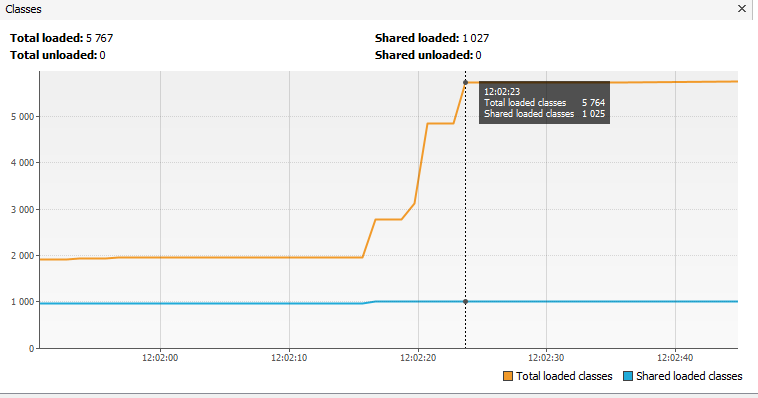 Classes
Total loaded: 5 767
Shared loaded: 1 027
Total unloaded: 0
Shared unloaded: 0
5 000
4 000
3 000
2 000
1 000
0
12:02:23
Total loaded classes 5 764
Shared loaded classes 1 025
12:02:00
12:02:10
12:02:20
12:02:30
12:02:40
Total loaded classes
Shared loaded classes